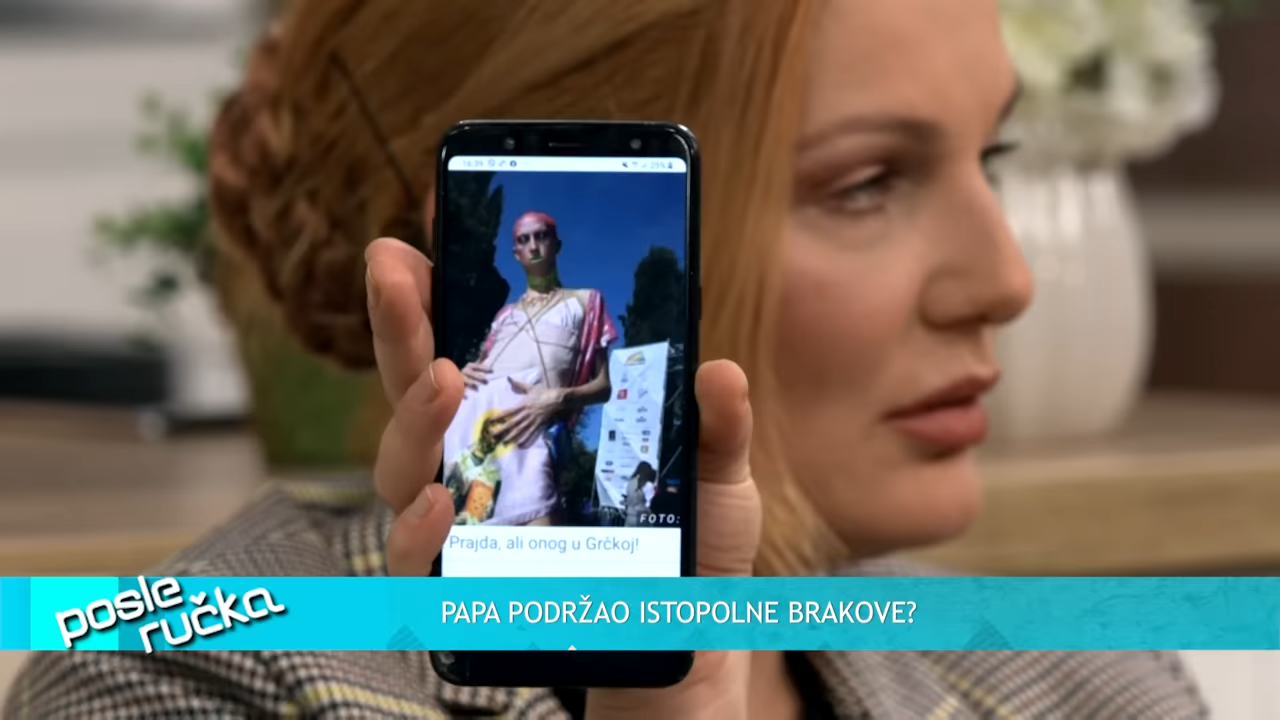 FOTO:
Prajda, ali onog u Grčkoj!
posle
ručka
PAPA PODRŽAO ISTOPOLNE BRAKOVE?